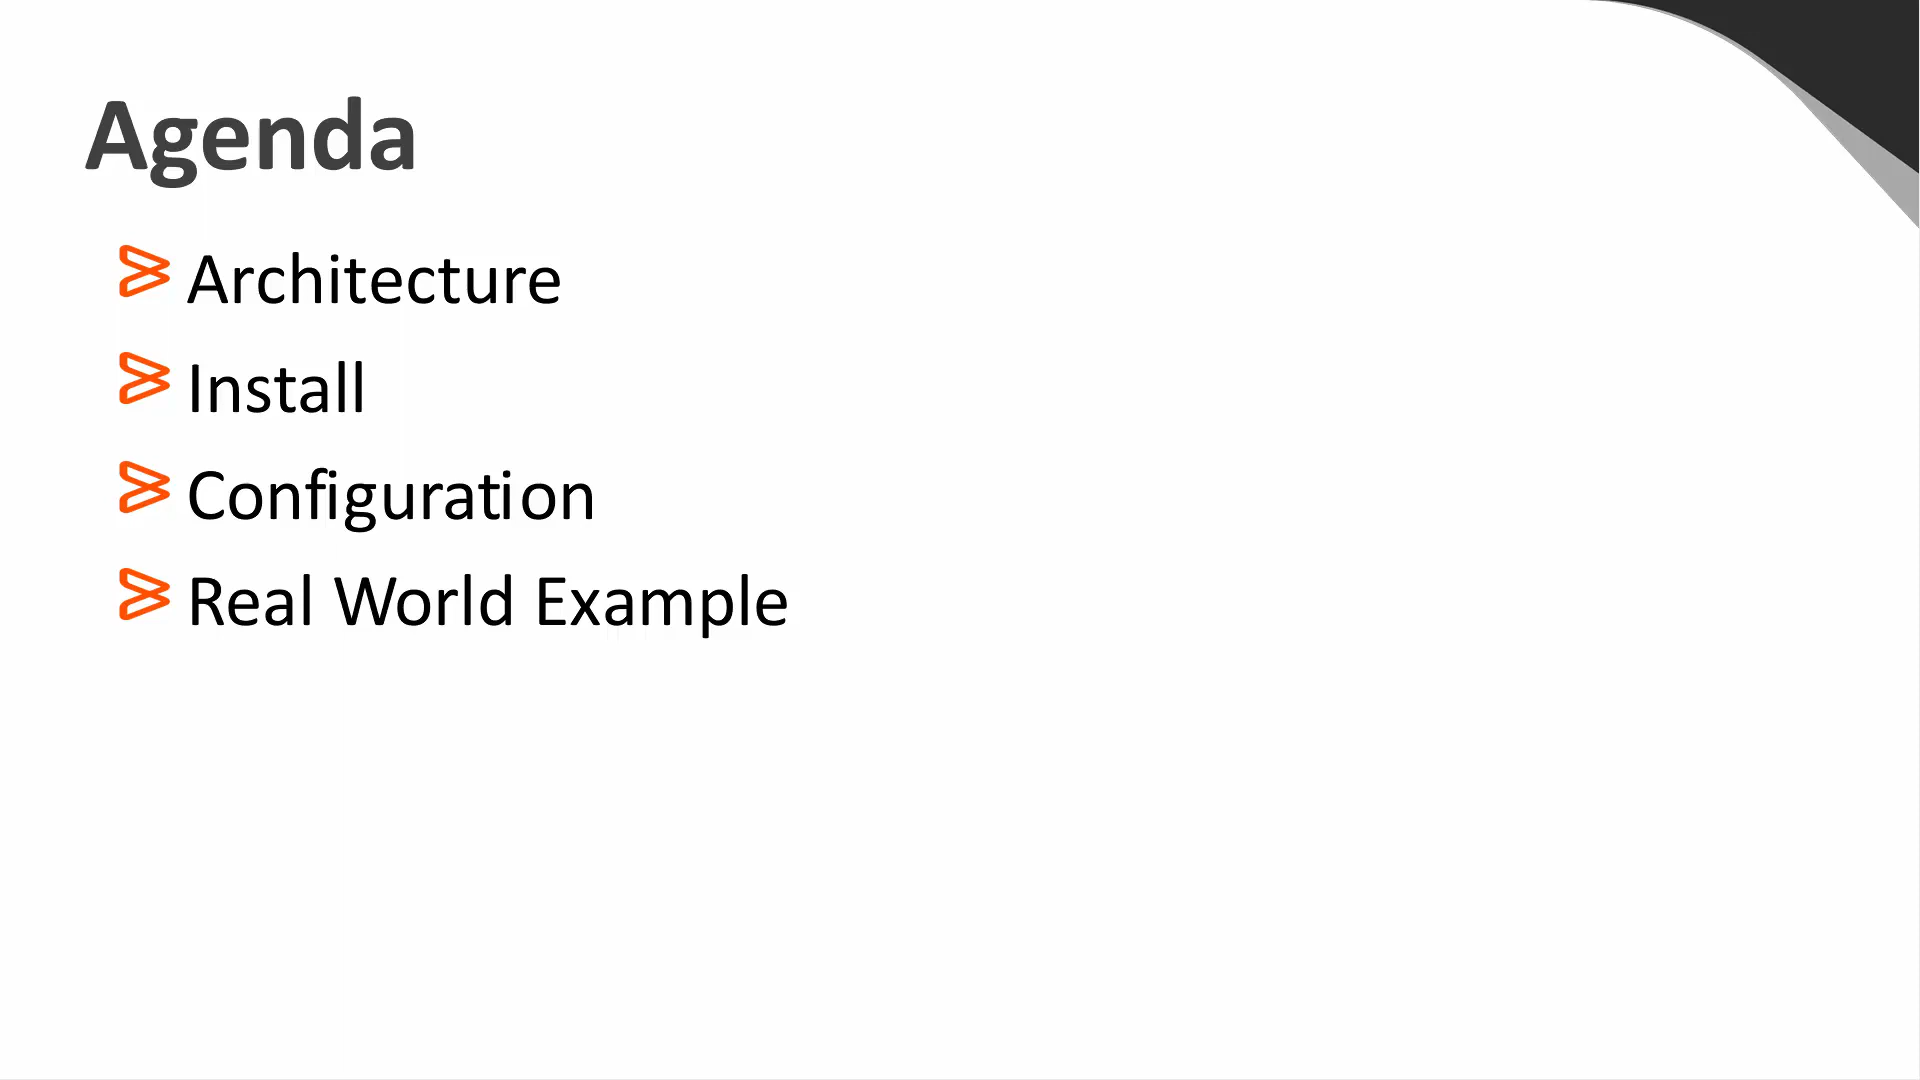 Agenda
Architecture
Install
Configuration
Real World Example